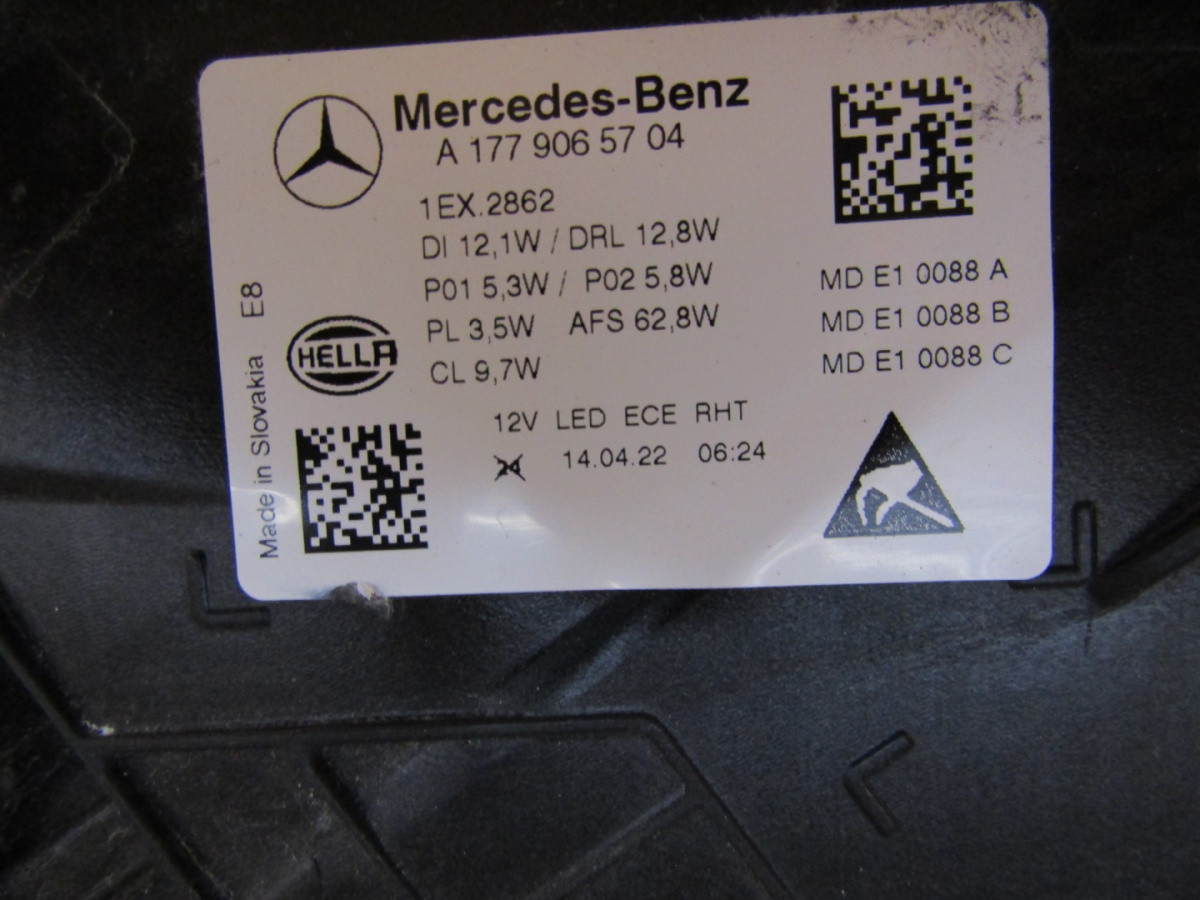 Mercedes-Benz
A 177 906 57 04
1EX.2862
DI 12,1W / DRL 12,8W
P01 5,3W / P02 5,8W
PL 3,5W AFS 62,8W
CL 9,7W
MD E1 0088 A
MD E1 0088 B
MD E1 0088 C
HELLA
12V LED ECE RHT
24 14.04.22 06:24
Made in Slovakia E8